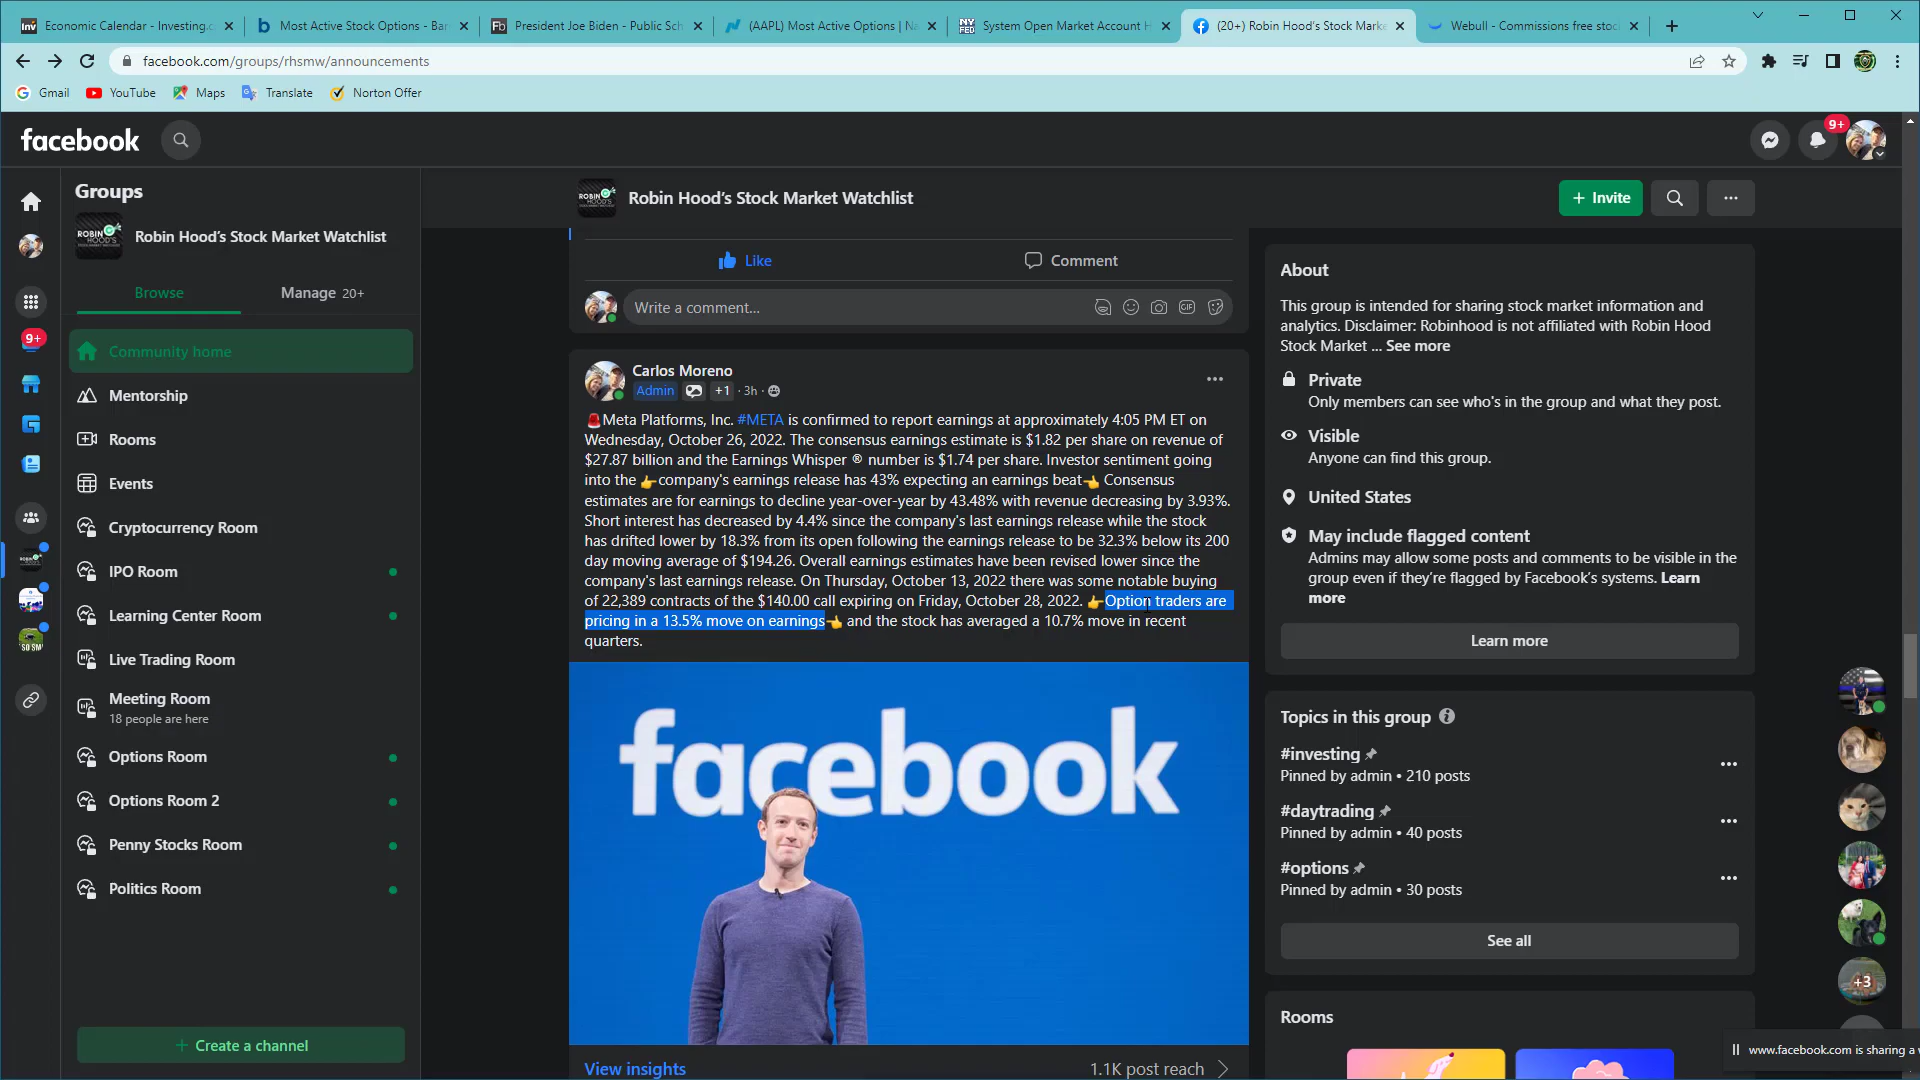 Economic Calendar - Investing.c
Most Active Stock Options - Bar
President Joe Biden - Public Sch
(AAPL) Most Active Options | Na
System Open Market Account H
(20+) Robin Hood's Stock Marke
Webull - Commissions free stoc
facebook.com/groups/rhsmw/announcements
Gmail YouTube Maps Translate Norton Offer
facebook
9+
Groups
Robin Hood's Stock Market Watchlist
Browse Manage 20+
9+
Community home
Mentorship
Rooms
Events
Cryptocurrency Room
IPO Room
Learning Center Room
Live Trading Room
Meeting Room
18 people are here
Options Room
Options Room 2
Penny Stocks Room
Politics Room
+ Create a channel
Robin Hood's Stock Market Watchlist
+ Invite
Like Comment
Write a comment...
GIF
Carlos Moreno
Admin +1 · 3h ·
🚨Meta Platforms, Inc. #META is confirmed to report earnings at approximately 4:05 PM ET on
Wednesday, October 26, 2022. The consensus earnings estimate is $1.82 per share on revenue of
$27.87 billion and the Earnings Whisper ® number is $1.74 per share. Investor sentiment going
into the 👉company's earnings release has 43% expecting an earnings beat👈 Consensus
estimates are for earnings to decline year-over-year by 43.48% with revenue decreasing by 3.93%.
Short interest has decreased by 4.4% since the company's last earnings release while the stock
has drifted lower by 18.3% from its open following the earnings release to be 32.3% below its 200
day moving average of $194.26. Overall earnings estimates have been revised lower since the
company's last earnings release. On Thursday, October 13, 2022 there was some notable buying
of 22,389 contracts of the $140.00 call expiring on Friday, October 28, 2022. 👉Option traders are
pricing in a 13.5% move on earnings👈 and the stock has averaged a 10.7% move in recent
quarters.
facebook
View insights 1.1K post reach
About
This group is intended for sharing stock market information and
analytics. Disclaimer: Robinhood is not affiliated with Robin Hood
Stock Market ... See more
Private
Only members can see who's in the group and what they post.
Visible
Anyone can find this group.
United States
May include flagged content
Admins may allow some posts and comments to be visible in the
group even if they're flagged by Facebook's systems. Learn
more
Learn more
Topics in this group
#investing
Pinned by admin • 210 posts
#daytrading
Pinned by admin • 40 posts
#options
Pinned by admin • 30 posts
See all
Rooms
+3
www.facebook.com is sharing a